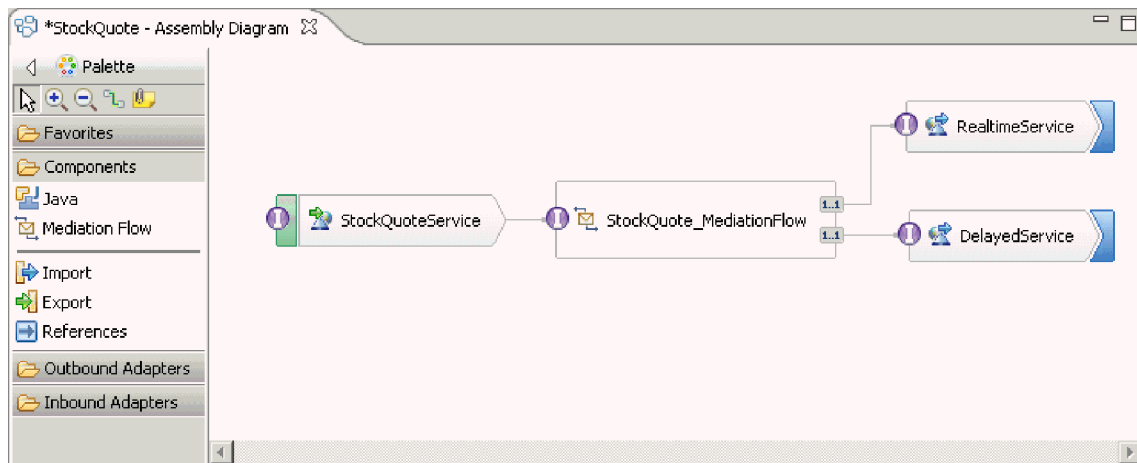 *StockQuote - Assembly Diagram
Palette
Favorites
Components
Java
Mediation Flow
Import
Export
References
Outbound Adapters
Inbound Adapters
StockQuoteService
StockQuote_MediationFlow
1..1
1..1
RealtimeService
DelayedService